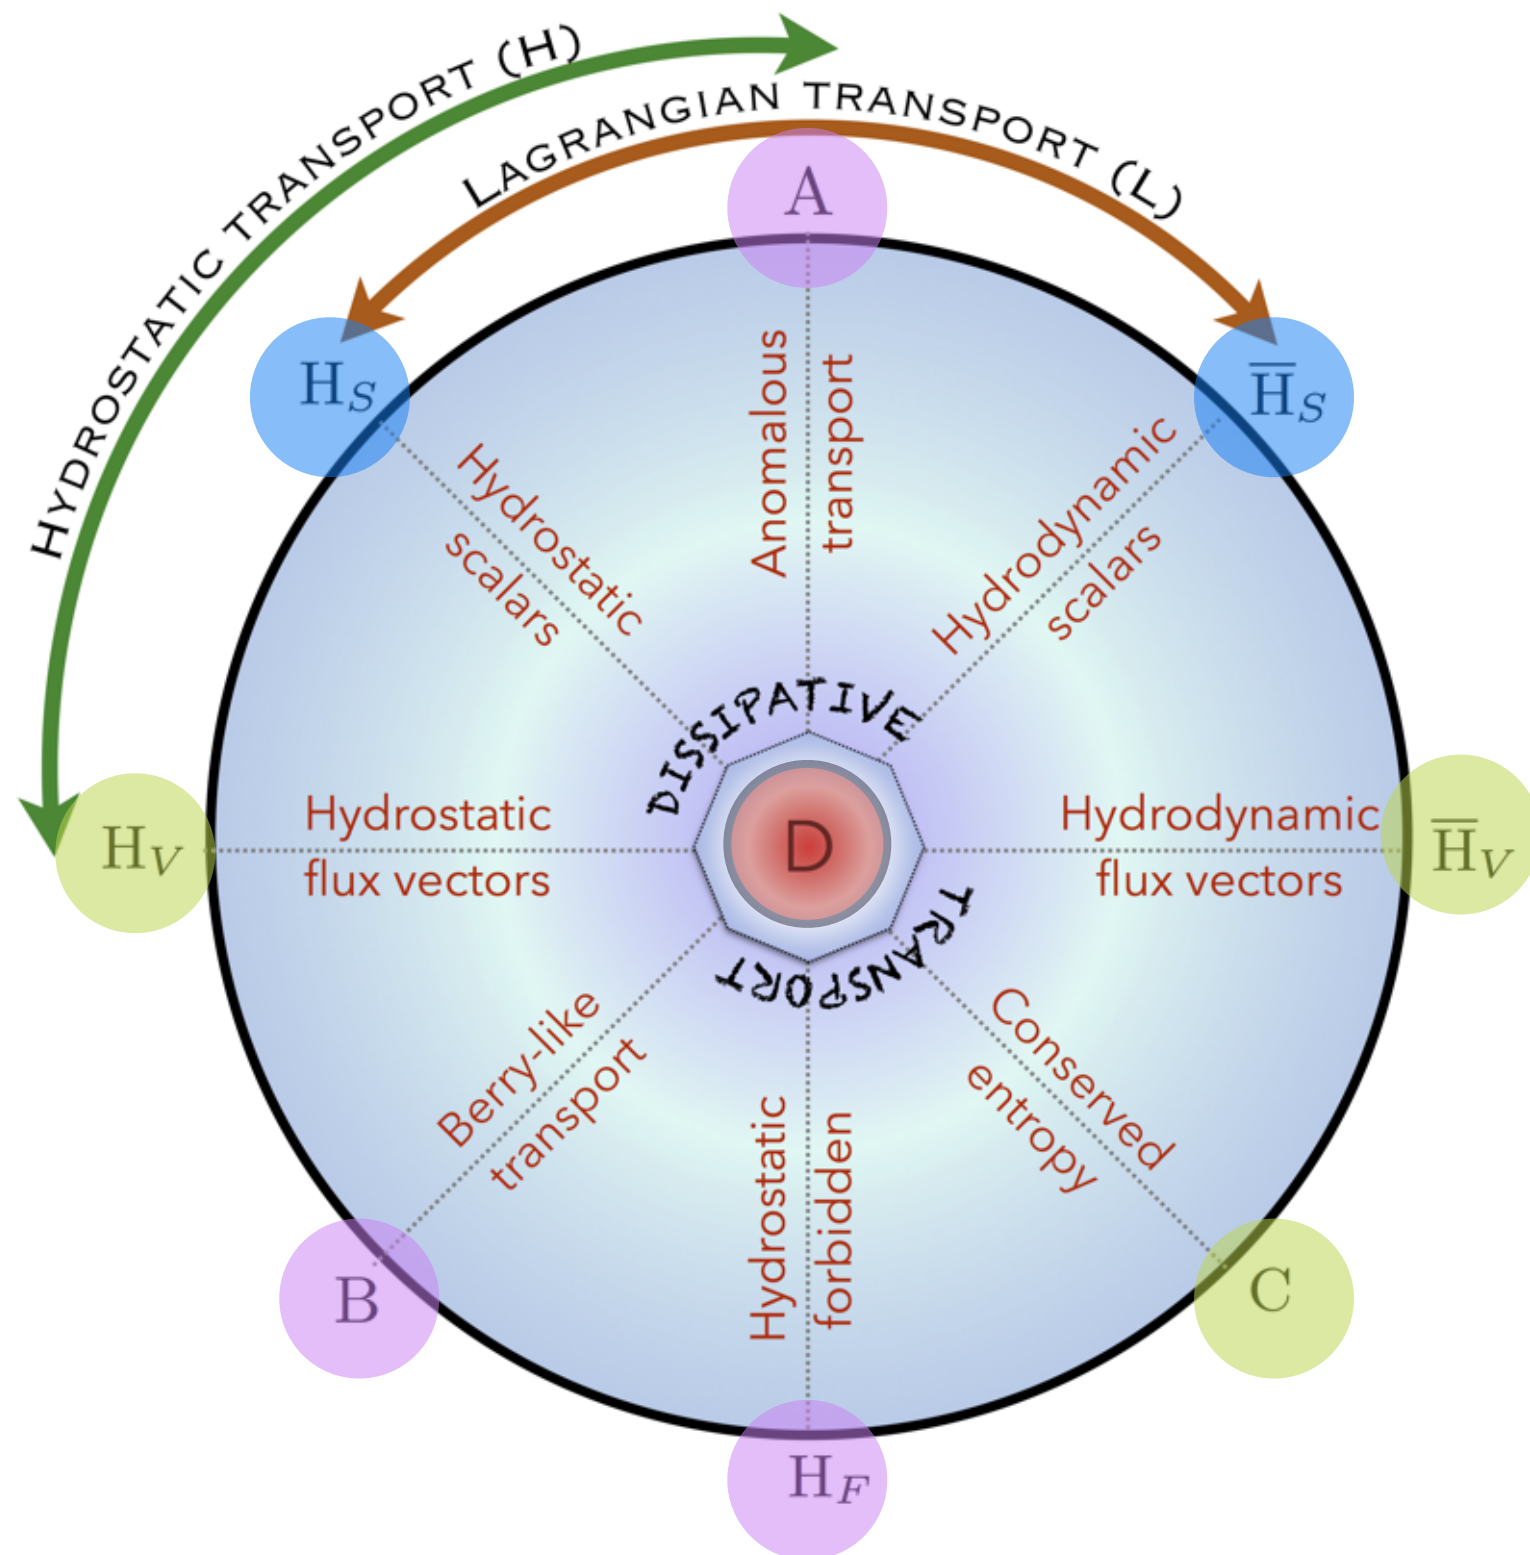 HYDROSTATIC TRANSPORT (H)
LAGRANGIAN TRANSPORT (L)
A
H_S
H̅_S
Anomalous
transport
Hydrostatic
scalars
Hydrodynamic
scalars
DISSIPATIVE
H_V
Hydrostatic
flux vectors
D
Hydrodynamic
flux vectors
H̅_V
TRANSPORT
Berry-like
transport
Hydrostatic
forbidden
Conserved
entropy
B
C
H_F